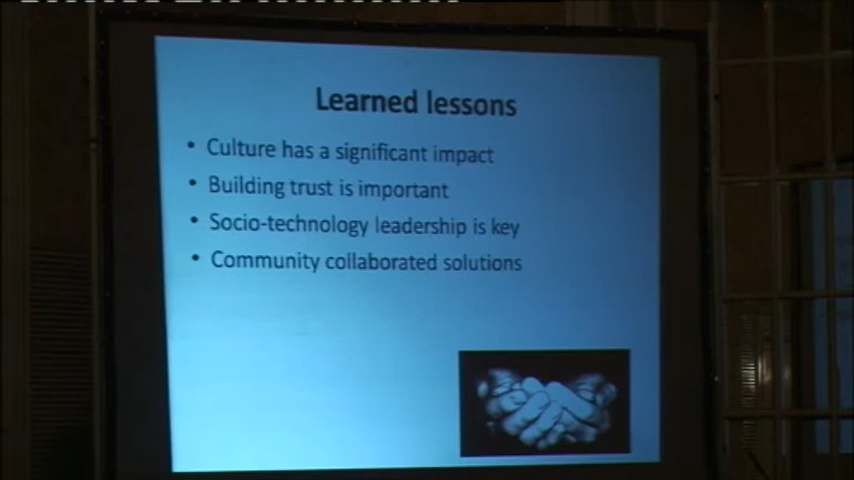 Learned lessons
• Culture has a significant impact
• Building trust is important
• Socio-technology leadership is key
• Community collaborated solutions